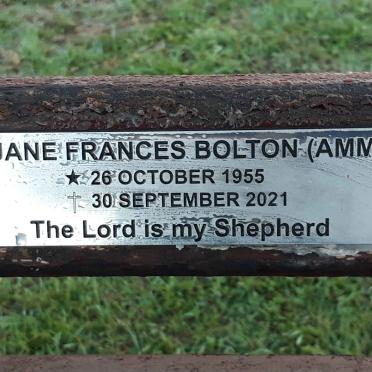 JANE FRANCES BOLTON (AMM
★ 26 OCTOBER 1955
† 30 SEPTEMBER 2021
The Lord is my Shepherd